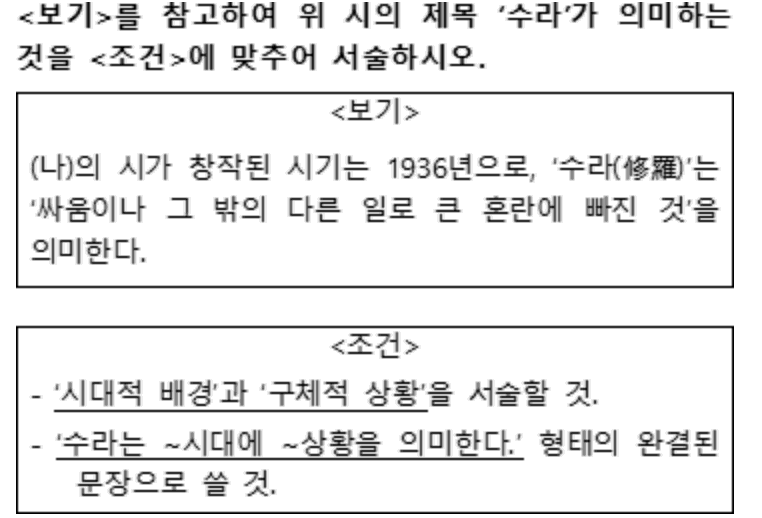 <보기>를 참고하여 위 시의 제목 ‘수라’가 의미하는
것을 <조건>에 맞추어 서술하시오.
<보기>
(나)의 시가 창작된 시기는 1936년으로, ‘수라(修羅)’는
‘싸움이나 그 밖의 다른 일로 큰 혼란에 빠진 것’을
의미한다.
<조건>
- ‘시대적 배경’과 ‘구체적 상황’을 서술할 것.
- ‘수라는 ~시대에 ~상황을 의미한다.’ 형태의 완결된
문장으로 쓸 것.